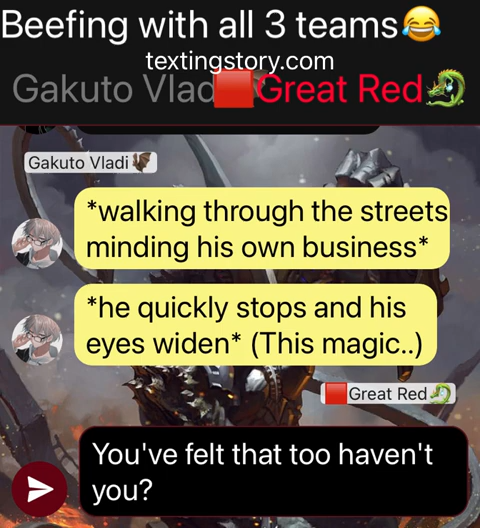 Beefing with all 3 teams😂
textingstory.com
Gakuto Vlad🟥Great Red🐉
Gakuto Vladi🦇
*walking through the streets
minding his own business*
*he quickly stops and his
eyes widen* (This magic..)
🟥Great Red🐉
You've felt that too haven't
you?